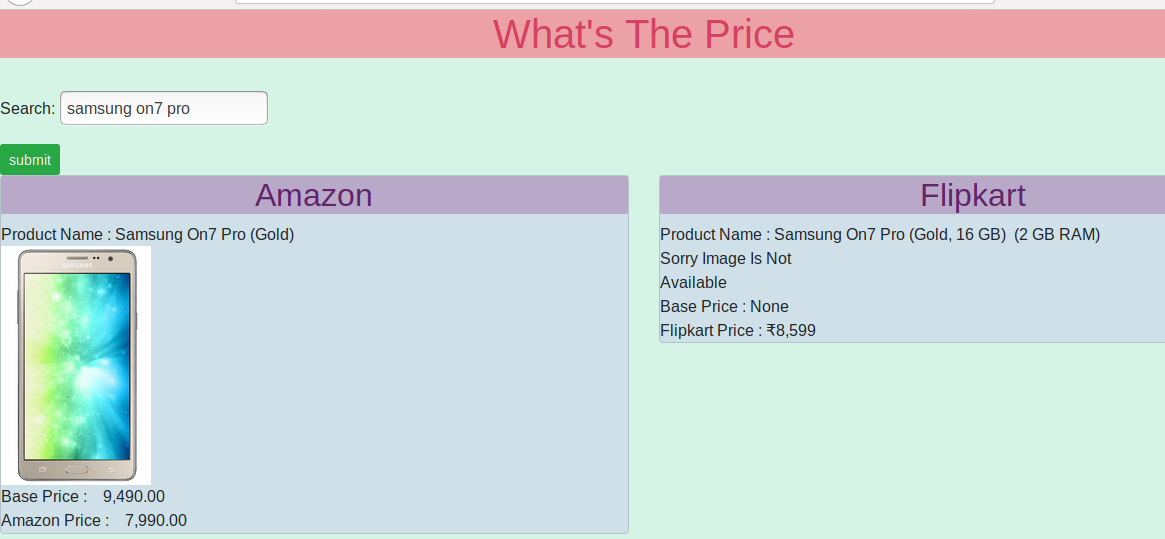 What's The Price
Search: samsung on7 pro
submit
Amazon
Product Name : Samsung On7 Pro (Gold)
SAMSUNG
Base Price : 9,490.00
Amazon Price : 7,990.00
Flipkart
Product Name : Samsung On7 Pro (Gold, 16 GB) (2 GB RAM)
Sorry Image Is Not
Available
Base Price : None
Flipkart Price : ₹8,599